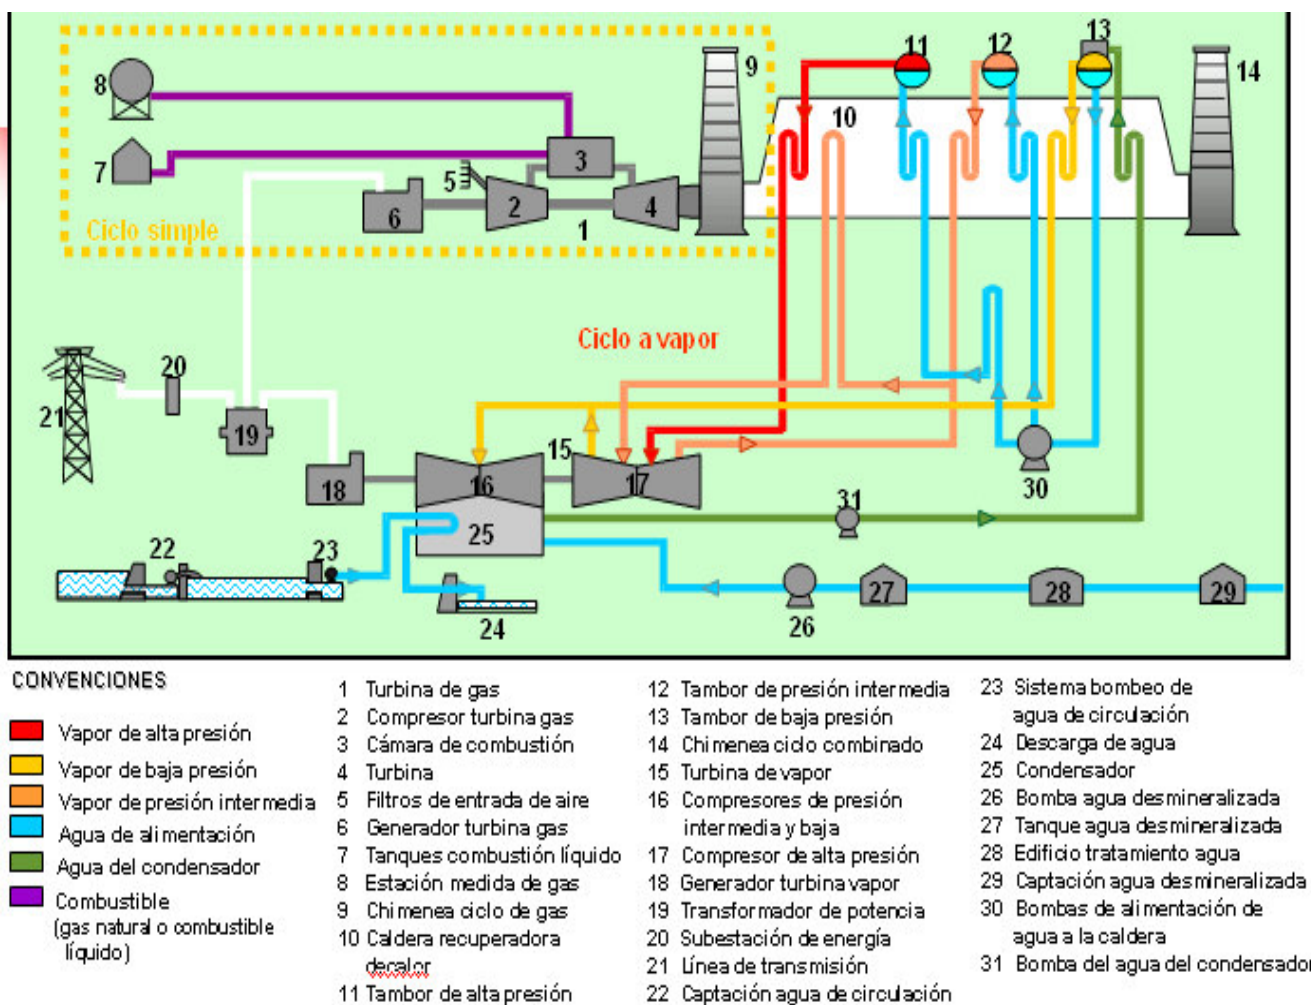 8
7
5
3
2
4
6
1
9
10
11
12
13
14
Ciclo simple
Ciclo a vapor
20
21
19
18
15
16
17
25
30
31
22
23
24
26
27
28
29
CONVENCIONES
Vapor de alta presión
Vapor de baja presión
Vapor de presión intermedia
Agua de alimentación
Agua del condensador
Combustible
(gas natural o combustible
líquido)
1 Turbina de gas
2 Compresor turbina gas
3 Cámara de combustión
4 Turbina
5 Filtros de entrada de aire
6 Generador turbina gas
7 Tanques combustión líquido
8 Estación medida de gas
9 Chimenea ciclo de gas
10 Caldera recuperadora
decalor
11 Tambor de alta presión
12 Tambor de presión intermedia
13 Tambor de baja presión
14 Chimenea ciclo combinado
15 Turbina de vapor
16 Compresores de presión
intermedia y baja
17 Compresor de alta presión
18 Generador turbina vapor
19 Transformador de potencia
20 Subestación de energía
21 Línea de transmisión
22 Captación agua de circulación
23 Sistema bombeo de
agua de circulación
24 Descarga de agua
25 Condensador
26 Bomba agua desmineralizada
27 Tanque agua desmineralizada
28 Edificio tratamiento agua
29 Captación agua desmineralizada
30 Bombas de alimentación de
agua a la caldera
31 Bomba del agua del condensador